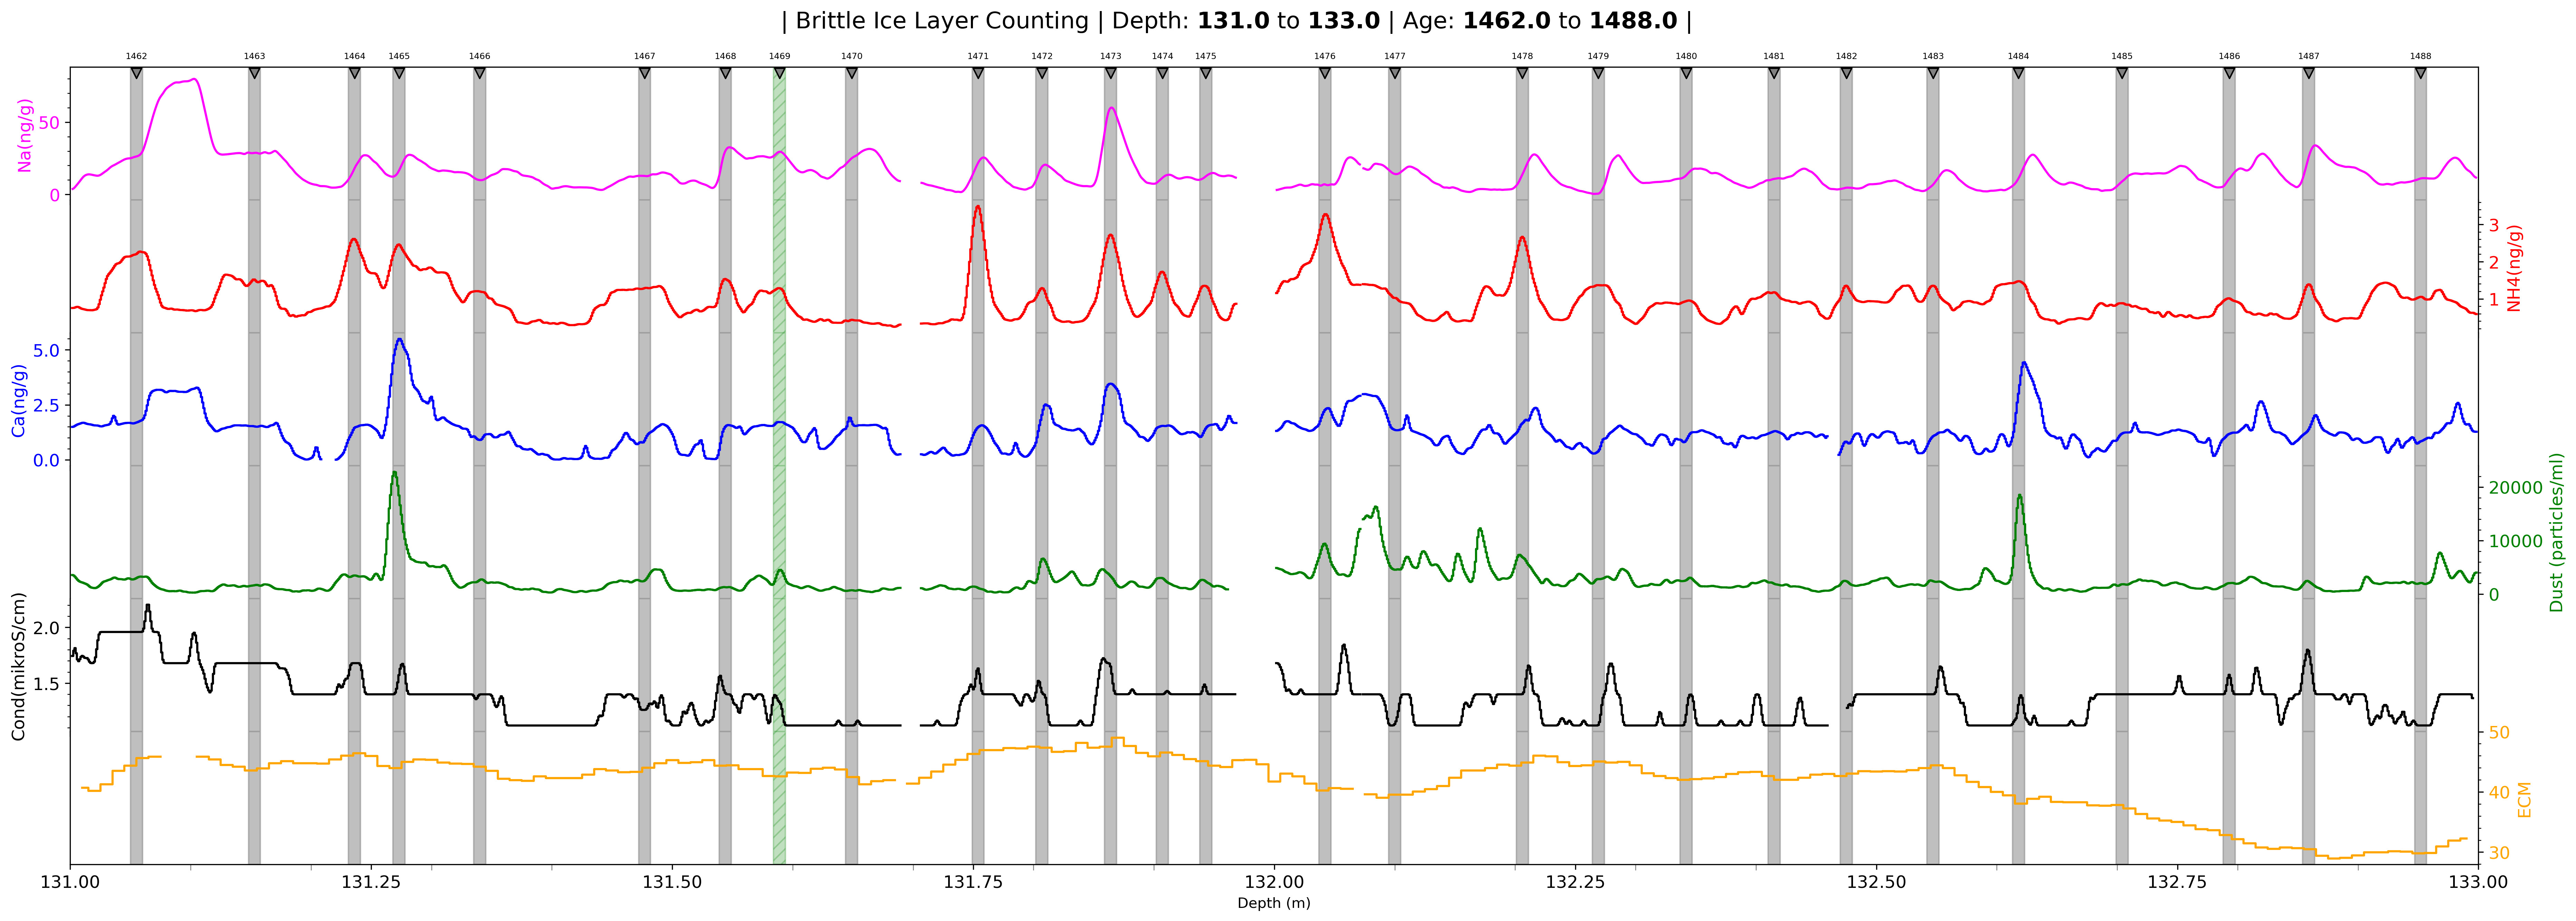 | Brittle Ice Layer Counting | Depth: 131.0 to 133.0 | Age: 1462.0 to 1488.0 |
1462 1463 1464 1465 1466 1467 1468 1469 1470 1471 1472 1473 1474 1475 1476 1477 1478 1479 1480 1481 1482 1483 1484 1485 1486 1487 1488
Na(ng/g)
50
0
NH4(ng/g)
3
2
1
Ca(ng/g)
5.0
2.5
0.0
Dust (particles/ml)
20000
10000
0
Cond(mikroS/cm)
2.0
1.5
ECM
50
40
30
131.00 131.25 131.50 131.75 132.00 132.25 132.50 132.75 133.00
Depth (m)